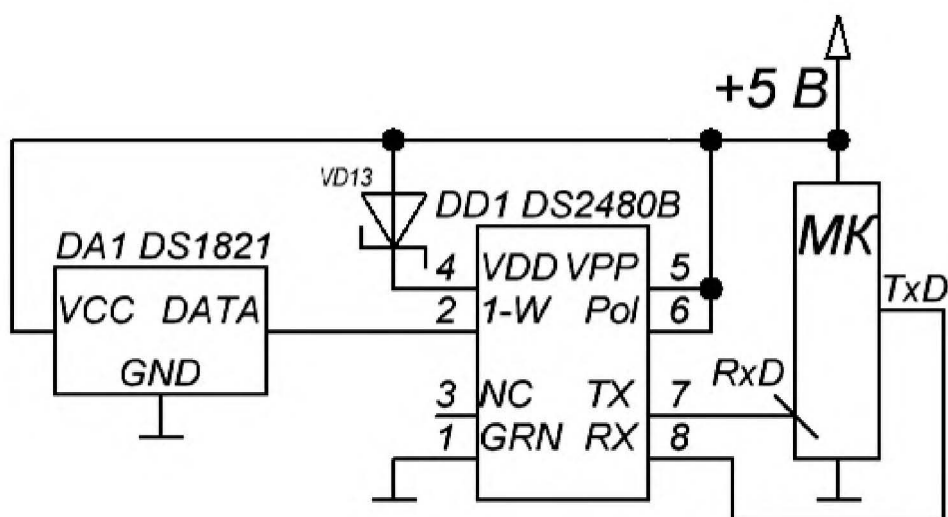 +5 В
VD13
DD1 DS2480B
DA1 DS1821
МК
4 VDD VPP 5
TxD
VCC DATA
2 1-W Pol 6
GND
RxD
3 NC TX 7
1 GRN RX 8